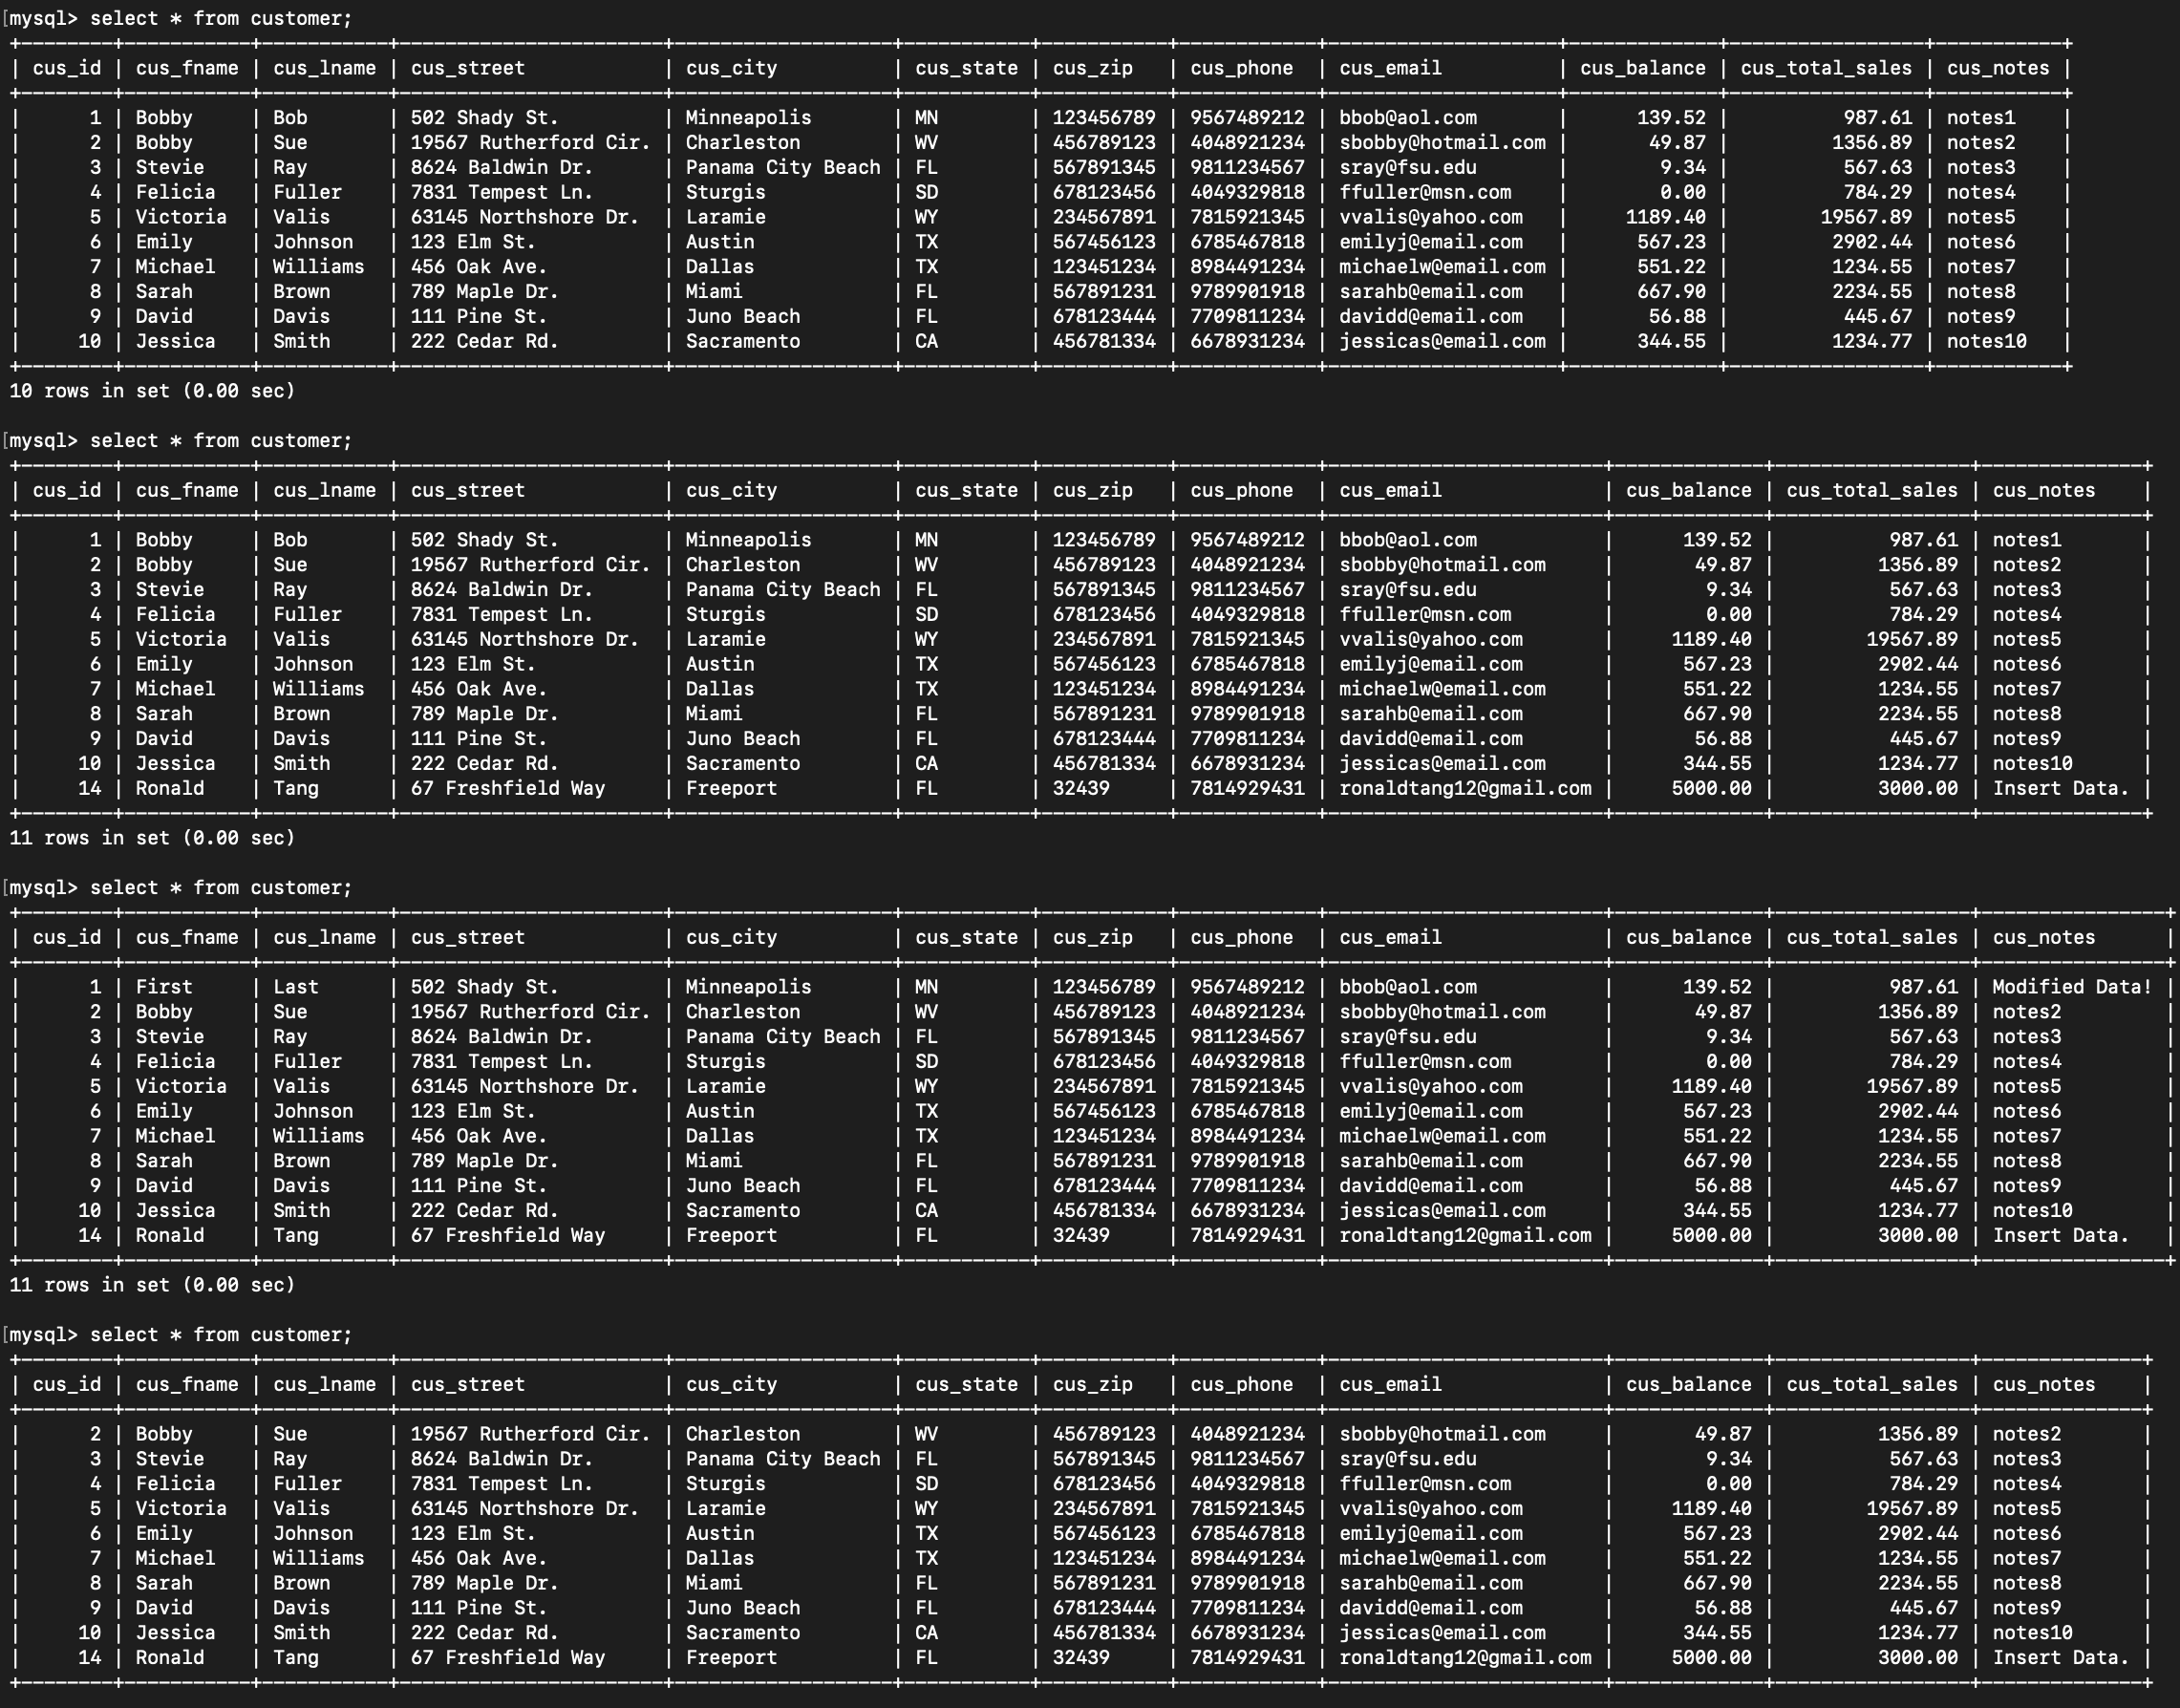 mysql> select * from customer;
+--------+-----------+-----------+-----------------------+-------------------+-----------+-----------+------------+--------------------+-------------+-----------------+-----------+
| cus_id | cus_fname | cus_lname | cus_street            | cus_city          | cus_state | cus_zip   | cus_phone  | cus_email          | cus_balance | cus_total_sales | cus_notes |
+--------+-----------+-----------+-----------------------+-------------------+-----------+-----------+------------+--------------------+-------------+-----------------+-----------+
|      1 | Bobby     | Bob       | 502 Shady St.         | Minneapolis       | MN        | 123456789 | 9567489212 | bbob@aol.com       |      139.52 |          987.61 | notes1    |
|      2 | Bobby     | Sue       | 19567 Rutherford Cir. | Charleston        | WV        | 456789123 | 4048921234 | sbobby@hotmail.com |       49.87 |         1356.89 | notes2    |
|      3 | Stevie    | Ray       | 8624 Baldwin Dr.      | Panama City Beach | FL        | 567891345 | 9811234567 | sray@fsu.edu       |        9.34 |          567.63 | notes3    |
|      4 | Felicia   | Fuller    | 7831 Tempest Ln.      | Sturgis           | SD        | 678123456 | 4049329818 | ffuller@msn.com    |        0.00 |          784.29 | notes4    |
|      5 | Victoria  | Valis     | 63145 Northshore Dr.  | Laramie           | WY        | 234567891 | 7815921345 | vvalis@yahoo.com   |     1189.40 |        19567.89 | notes5    |
|      6 | Emily     | Johnson   | 123 Elm St.           | Austin            | TX        | 567456123 | 6785467818 | emilyj@email.com   |      567.23 |         2902.44 | notes6    |
|      7 | Michael   | Williams  | 456 Oak Ave.          | Dallas            | TX        | 123451234 | 8984491234 | michaelw@email.com |      551.22 |         1234.55 | notes7    |
|      8 | Sarah     | Brown     | 789 Maple Dr.         | Miami             | FL        | 567891231 | 9789901918 | sarahb@email.com   |      667.90 |         2234.55 | notes8    |
|      9 | David     | Davis     | 111 Pine St.          | Juno Beach        | FL        | 678123444 | 7709811234 | davidd@email.com   |       56.88 |          445.67 | notes9    |
|     10 | Jessica   | Smith     | 222 Cedar Rd.         | Sacramento        | CA        | 456781334 | 6678931234 | jessicas@email.com |      344.55 |         1234.77 | notes10   |
+--------+-----------+-----------+-----------------------+-------------------+-----------+-----------+------------+--------------------+-------------+-----------------+-----------+
10 rows in set (0.00 sec)
mysql> select * from customer;
+--------+-----------+-----------+-----------------------+-------------------+-----------+-----------+------------+------------------------+-------------+-----------------+--------------+
| cus_id | cus_fname | cus_lname | cus_street            | cus_city          | cus_state | cus_zip   | cus_phone  | cus_email              | cus_balance | cus_total_sales | cus_notes    |
+--------+-----------+-----------+-----------------------+-------------------+-----------+-----------+------------+------------------------+-------------+-----------------+--------------+
|      1 | Bobby     | Bob       | 502 Shady St.         | Minneapolis       | MN        | 123456789 | 9567489212 | bbob@aol.com           |      139.52 |          987.61 | notes1       |
|      2 | Bobby     | Sue       | 19567 Rutherford Cir. | Charleston        | WV        | 456789123 | 4048921234 | sbobby@hotmail.com     |       49.87 |         1356.89 | notes2       |
|      3 | Stevie    | Ray       | 8624 Baldwin Dr.      | Panama City Beach | FL        | 567891345 | 9811234567 | sray@fsu.edu           |        9.34 |          567.63 | notes3       |
|      4 | Felicia   | Fuller    | 7831 Tempest Ln.      | Sturgis           | SD        | 678123456 | 4049329818 | ffuller@msn.com        |        0.00 |          784.29 | notes4       |
|      5 | Victoria  | Valis     | 63145 Northshore Dr.  | Laramie           | WY        | 234567891 | 7815921345 | vvalis@yahoo.com       |     1189.40 |        19567.89 | notes5       |
|      6 | Emily     | Johnson   | 123 Elm St.           | Austin            | TX        | 567456123 | 6785467818 | emilyj@email.com       |      567.23 |         2902.44 | notes6       |
|      7 | Michael   | Williams  | 456 Oak Ave.          | Dallas            | TX        | 123451234 | 8984491234 | michaelw@email.com     |      551.22 |         1234.55 | notes7       |
|      8 | Sarah     | Brown     | 789 Maple Dr.         | Miami             | FL        | 567891231 | 9789901918 | sarahb@email.com       |      667.90 |         2234.55 | notes8       |
|      9 | David     | Davis     | 111 Pine St.          | Juno Beach        | FL        | 678123444 | 7709811234 | davidd@email.com       |       56.88 |          445.67 | notes9       |
|     10 | Jessica   | Smith     | 222 Cedar Rd.         | Sacramento        | CA        | 456781334 | 6678931234 | jessicas@email.com     |      344.55 |         1234.77 | notes10      |
|     14 | Ronald    | Tang      | 67 Freshfield Way     | Freeport          | FL        | 32439     | 7814929431 | ronaldtang12@gmail.com |     5000.00 |         3000.00 | Insert Data. |
+--------+-----------+-----------+-----------------------+-------------------+-----------+-----------+------------+------------------------+-------------+-----------------+--------------+
11 rows in set (0.00 sec)
mysql> select * from customer;
+--------+-----------+-----------+-----------------------+-------------------+-----------+-----------+------------+------------------------+-------------+-----------------+----------------+
| cus_id | cus_fname | cus_lname | cus_street            | cus_city          | cus_state | cus_zip   | cus_phone  | cus_email              | cus_balance | cus_total_sales | cus_notes      |
+--------+-----------+-----------+-----------------------+-------------------+-----------+-----------+------------+------------------------+-------------+-----------------+----------------+
|      1 | First     | Last      | 502 Shady St.         | Minneapolis       | MN        | 123456789 | 9567489212 | bbob@aol.com           |      139.52 |          987.61 | Modified Data! |
|      2 | Bobby     | Sue       | 19567 Rutherford Cir. | Charleston        | WV        | 456789123 | 4048921234 | sbobby@hotmail.com     |       49.87 |         1356.89 | notes2         |
|      3 | Stevie    | Ray       | 8624 Baldwin Dr.      | Panama City Beach | FL        | 567891345 | 9811234567 | sray@fsu.edu           |        9.34 |          567.63 | notes3         |
|      4 | Felicia   | Fuller    | 7831 Tempest Ln.      | Sturgis           | SD        | 678123456 | 4049329818 | ffuller@msn.com        |        0.00 |          784.29 | notes4         |
|      5 | Victoria  | Valis     | 63145 Northshore Dr.  | Laramie           | WY        | 234567891 | 7815921345 | vvalis@yahoo.com       |     1189.40 |        19567.89 | notes5         |
|      6 | Emily     | Johnson   | 123 Elm St.           | Austin            | TX        | 567456123 | 6785467818 | emilyj@email.com       |      567.23 |         2902.44 | notes6         |
|      7 | Michael   | Williams  | 456 Oak Ave.          | Dallas            | TX        | 123451234 | 8984491234 | michaelw@email.com     |      551.22 |         1234.55 | notes7         |
|      8 | Sarah     | Brown     | 789 Maple Dr.         | Miami             | FL        | 567891231 | 9789901918 | sarahb@email.com       |      667.90 |         2234.55 | notes8         |
|      9 | David     | Davis     | 111 Pine St.          | Juno Beach        | FL        | 678123444 | 7709811234 | davidd@email.com       |       56.88 |          445.67 | notes9         |
|     10 | Jessica   | Smith     | 222 Cedar Rd.         | Sacramento        | CA        | 456781334 | 6678931234 | jessicas@email.com     |      344.55 |         1234.77 | notes10        |
|     14 | Ronald    | Tang      | 67 Freshfield Way     | Freeport          | FL        | 32439     | 7814929431 | ronaldtang12@gmail.com |     5000.00 |         3000.00 | Insert Data.   |
+--------+-----------+-----------+-----------------------+-------------------+-----------+-----------+------------+------------------------+-------------+-----------------+----------------+
11 rows in set (0.00 sec)
mysql> select * from customer;
+--------+-----------+-----------+-----------------------+-------------------+-----------+-----------+------------+------------------------+-------------+-----------------+--------------+
| cus_id | cus_fname | cus_lname | cus_street            | cus_city          | cus_state | cus_zip   | cus_phone  | cus_email              | cus_balance | cus_total_sales | cus_notes    |
+--------+-----------+-----------+-----------------------+-------------------+-----------+-----------+------------+------------------------+-------------+-----------------+--------------+
|      2 | Bobby     | Sue       | 19567 Rutherford Cir. | Charleston        | WV        | 456789123 | 4048921234 | sbobby@hotmail.com     |       49.87 |         1356.89 | notes2       |
|      3 | Stevie    | Ray       | 8624 Baldwin Dr.      | Panama City Beach | FL        | 567891345 | 9811234567 | sray@fsu.edu           |        9.34 |          567.63 | notes3       |
|      4 | Felicia   | Fuller    | 7831 Tempest Ln.      | Sturgis           | SD        | 678123456 | 4049329818 | ffuller@msn.com        |        0.00 |          784.29 | notes4       |
|      5 | Victoria  | Valis     | 63145 Northshore Dr.  | Laramie           | WY        | 234567891 | 7815921345 | vvalis@yahoo.com       |     1189.40 |        19567.89 | notes5       |
|      6 | Emily     | Johnson   | 123 Elm St.           | Austin            | TX        | 567456123 | 6785467818 | emilyj@email.com       |      567.23 |         2902.44 | notes6       |
|      7 | Michael   | Williams  | 456 Oak Ave.          | Dallas            | TX        | 123451234 | 8984491234 | michaelw@email.com     |      551.22 |         1234.55 | notes7       |
|      8 | Sarah     | Brown     | 789 Maple Dr.         | Miami             | FL        | 567891231 | 9789901918 | sarahb@email.com       |      667.90 |         2234.55 | notes8       |
|      9 | David     | Davis     | 111 Pine St.          | Juno Beach        | FL        | 678123444 | 7709811234 | davidd@email.com       |       56.88 |          445.67 | notes9       |
|     10 | Jessica   | Smith     | 222 Cedar Rd.         | Sacramento        | CA        | 456781334 | 6678931234 | jessicas@email.com     |      344.55 |         1234.77 | notes10      |
|     14 | Ronald    | Tang      | 67 Freshfield Way     | Freeport          | FL        | 32439     | 7814929431 | ronaldtang12@gmail.com |     5000.00 |         3000.00 | Insert Data. |
+--------+-----------+-----------+-----------------------+-------------------+-----------+-----------+------------+------------------------+-------------+-----------------+--------------+